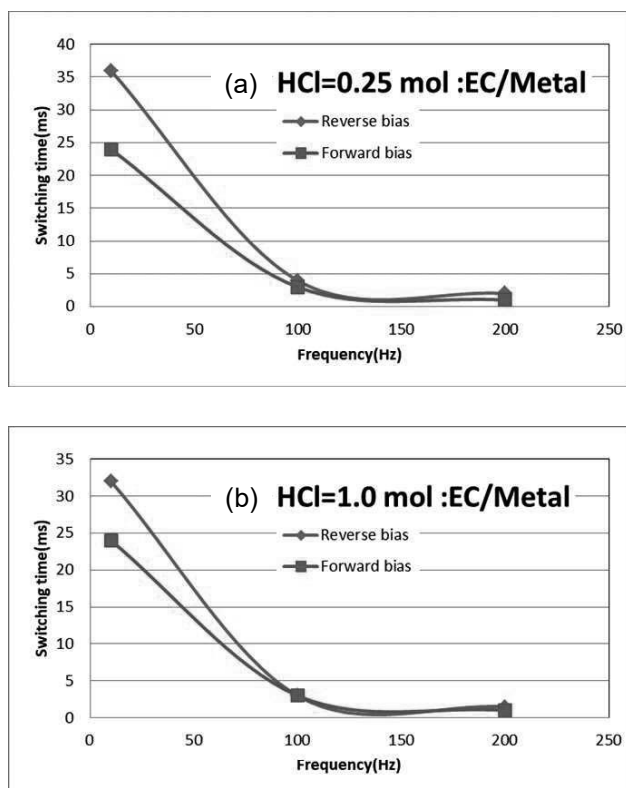 40
35
30
25
20
15
10
5
0
Switching time(ms)
(a) HCl=0.25 mol :EC/Metal
Reverse bias
Forward bias
0 50 100 150 200 250
Frequency(Hz)
35
30
25
20
15
10
5
0
Switching time(ms)
(b) HCl=1.0 mol :EC/Metal
Reverse bias
Forward bias
0 50 100 150 200 250
Frequency(Hz)